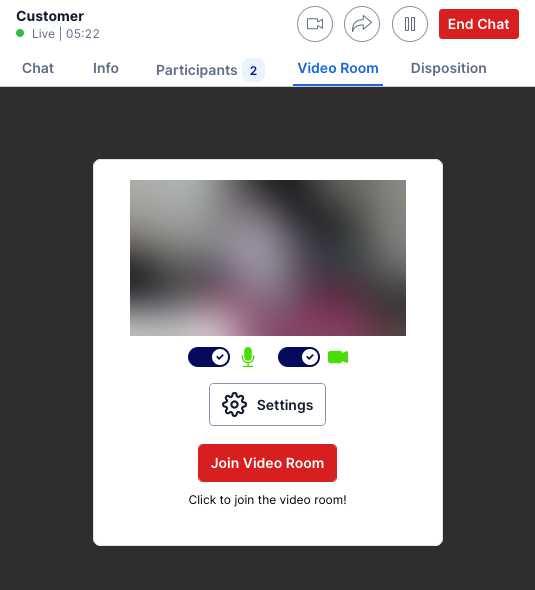 Customer
Live | 05:22
End Chat
Chat Info Participants 2 Video Room Disposition
Settings
Join Video Room
Click to join the video room!